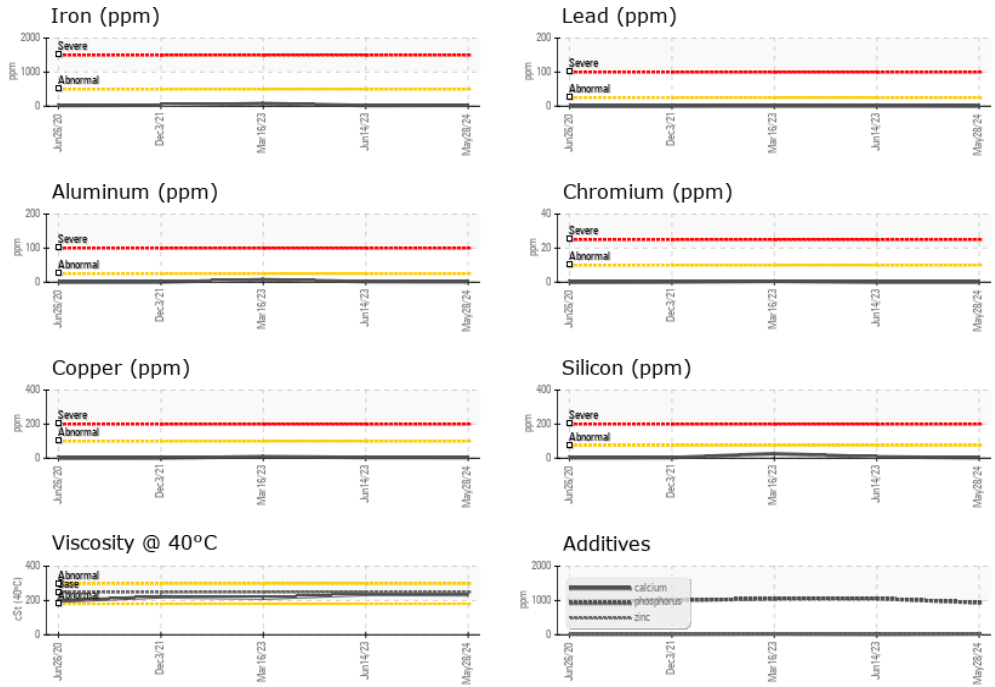 Iron (ppm)
2000
1000
0
ppm
Severe
Abnormal
Jun26/20
Dec3/21
Mar16/23
Jun14/23
May28/24
Lead (ppm)
200
100
0
ppm
Severe
Abnormal
Jun26/20
Dec3/21
Mar16/23
Jun14/23
May28/24
Aluminum (ppm)
200
100
0
ppm
Severe
Abnormal
Jun26/20
Dec3/21
Mar16/23
Jun14/23
May28/24
Chromium (ppm)
40
20
0
ppm
Severe
Abnormal
Jun26/20
Dec3/21
Mar16/23
Jun14/23
May28/24
Copper (ppm)
400
200
0
ppm
Severe
Abnormal
Jun26/20
Dec3/21
Mar16/23
Jun14/23
May28/24
Silicon (ppm)
400
200
0
ppm
Severe
Abnormal
Jun26/20
Dec3/21
Mar16/23
Jun14/23
May28/24
Viscosity @ 40°C
400
200
0
cSt (40°C)
Abnormal
Base
Abnormal
Jun26/20
Dec3/21
Mar16/23
Jun14/23
May28/24
Additives
2000
1000
0
ppm
calcium
phosphorus
zinc
Jun26/20
Dec3/21
Mar16/23
Jun14/23
May28/24